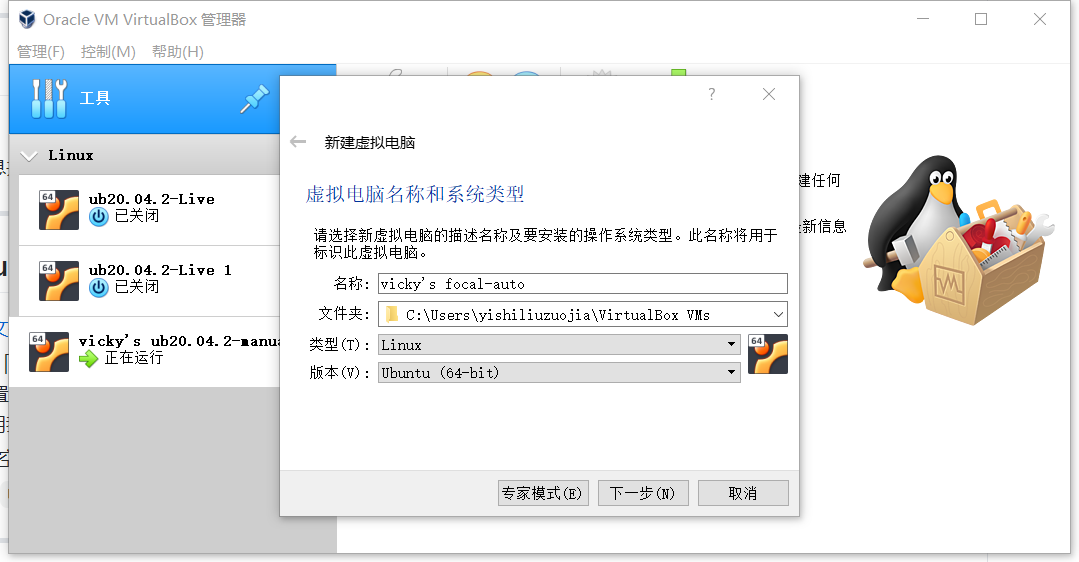 Oracle VM VirtualBox 管理器
管理(F) 控制(M) 帮助(H)
工具
Linux
64
ub20.04.2-Live
已关闭
64
ub20.04.2-Live 1
已关闭
64
vicky's ub20.04.2-manua
正在运行
建任何
新信息
?
新建虚拟电脑
虚拟电脑名称和系统类型
请选择新虚拟电脑的描述名称及要安装的操作系统类型。此名称将用于
标识此虚拟电脑。
名称: vicky's focal-auto
文件夹: C:\Users\yishiliuzuojia\VirtualBox VMs
类型(T): Linux
64
版本(V): Ubuntu (64-bit)
专家模式(E) 下一步(N) 取消